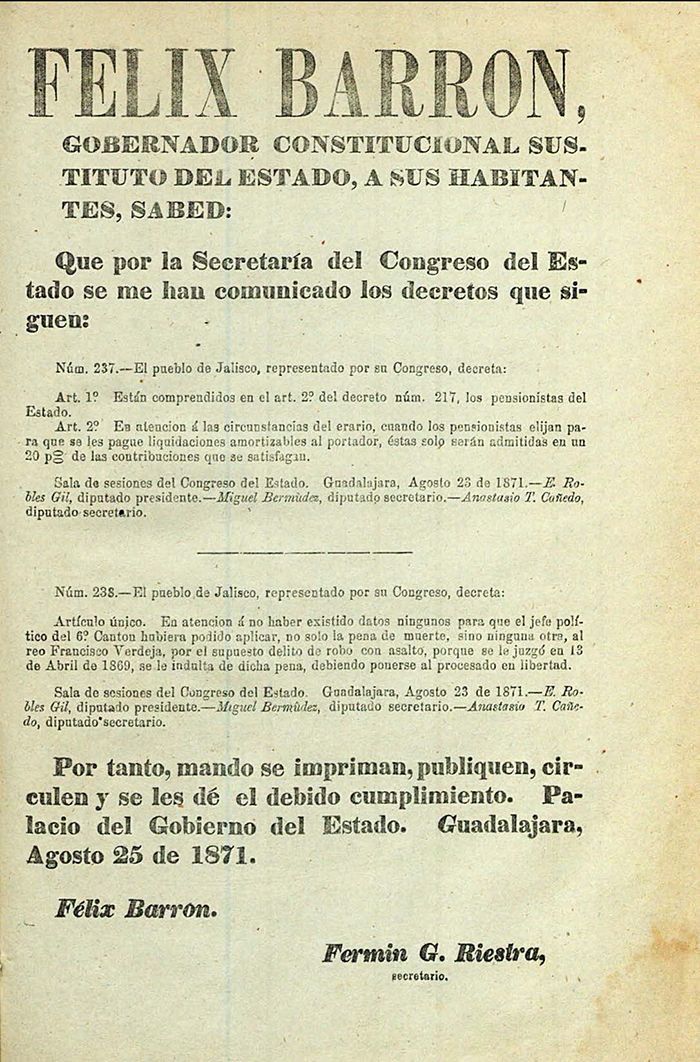 FELIX BARRON,
GOBERNADOR CONSTITUCIONAL SUS-
TITUTO DEL ESTADO, A SUS HABITAN-
TES, SABED:
Que por la Secretaría del Congreso del Es-
tado se me han comunicado los decretos que si-
guen:
Núm. 237.—El pueblo de Jalisco, representado por su Congreso, decreta:
Art. 1º Están comprendidos en el art. 2º del decreto núm. 217, los pensionistas del
Estado.
Art. 2º En atencion á las circunstancias del erario, cuando los pensionistas elijan pa-
ra que se les pague liquidaciones amortizables al portador, éstas solo serán admitidas en un
20 p㌫ de las contribuciones que se satisfagan.
Sala de sesiones del Congreso del Estado. Guadalajara, Agosto 23 de 1871.—E. Ro-
bles Gil, diputado presidente.—Miguel Bermúdez, diputado secretario.—Anastasio T. Cañedo,
diputado secretario.
Núm. 238.—El pueblo de Jalisco, representado por su Congreso, decreta:
Artículo único. En atencion á no haber existido datos ningunos para que el jefe polí-
tico del 6º Canton hubiera podido aplicar, no solo la pena de muerte, sino ninguna otra, al
reo Francisco Verdeja, por el supuesto delito de robo con asalto, porque se le juzgó en 13
de Abril de 1869, se le indulta de dicha pena, debiendo ponerse al procesado en libertad.
Sala de sesiones del Congreso del Estado. Guadalajara, Agosto 23 de 1871.—E. Ro-
bles Gil, diputado presidente.—Miguel Bermúdez, diputado secretario.—Anastasio T. Cañe-
do, diputado secretario.
Por tanto, mando se impriman, publiquen, cir-
culen y se les dé el debido cumplimiento. Pa-
lacio del Gobierno del Estado. Guadalajara,
Agosto 25 de 1871.
Félix Barron.
Fermin G. Riestra,
secretario.